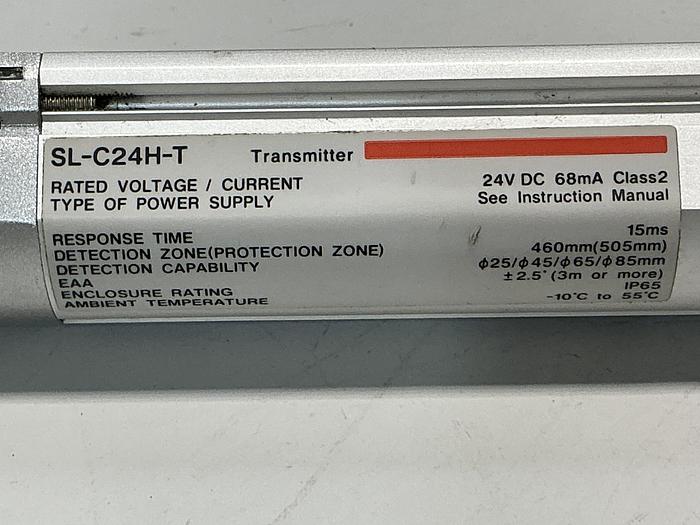 SL-C24H-T Transmitter
RATED VOLTAGE / CURRENT 24V DC 68mA Class2
TYPE OF POWER SUPPLY See Instruction Manual
RESPONSE TIME 15ms
DETECTION ZONE(PROTECTION ZONE) 460mm(505mm)
DETECTION CAPABILITY ϕ25/ϕ45/ϕ65/ϕ85mm
EAA ±2.5°(3m or more)
ENCLOSURE RATING IP65
AMBIENT TEMPERATURE -10°C to 55°C